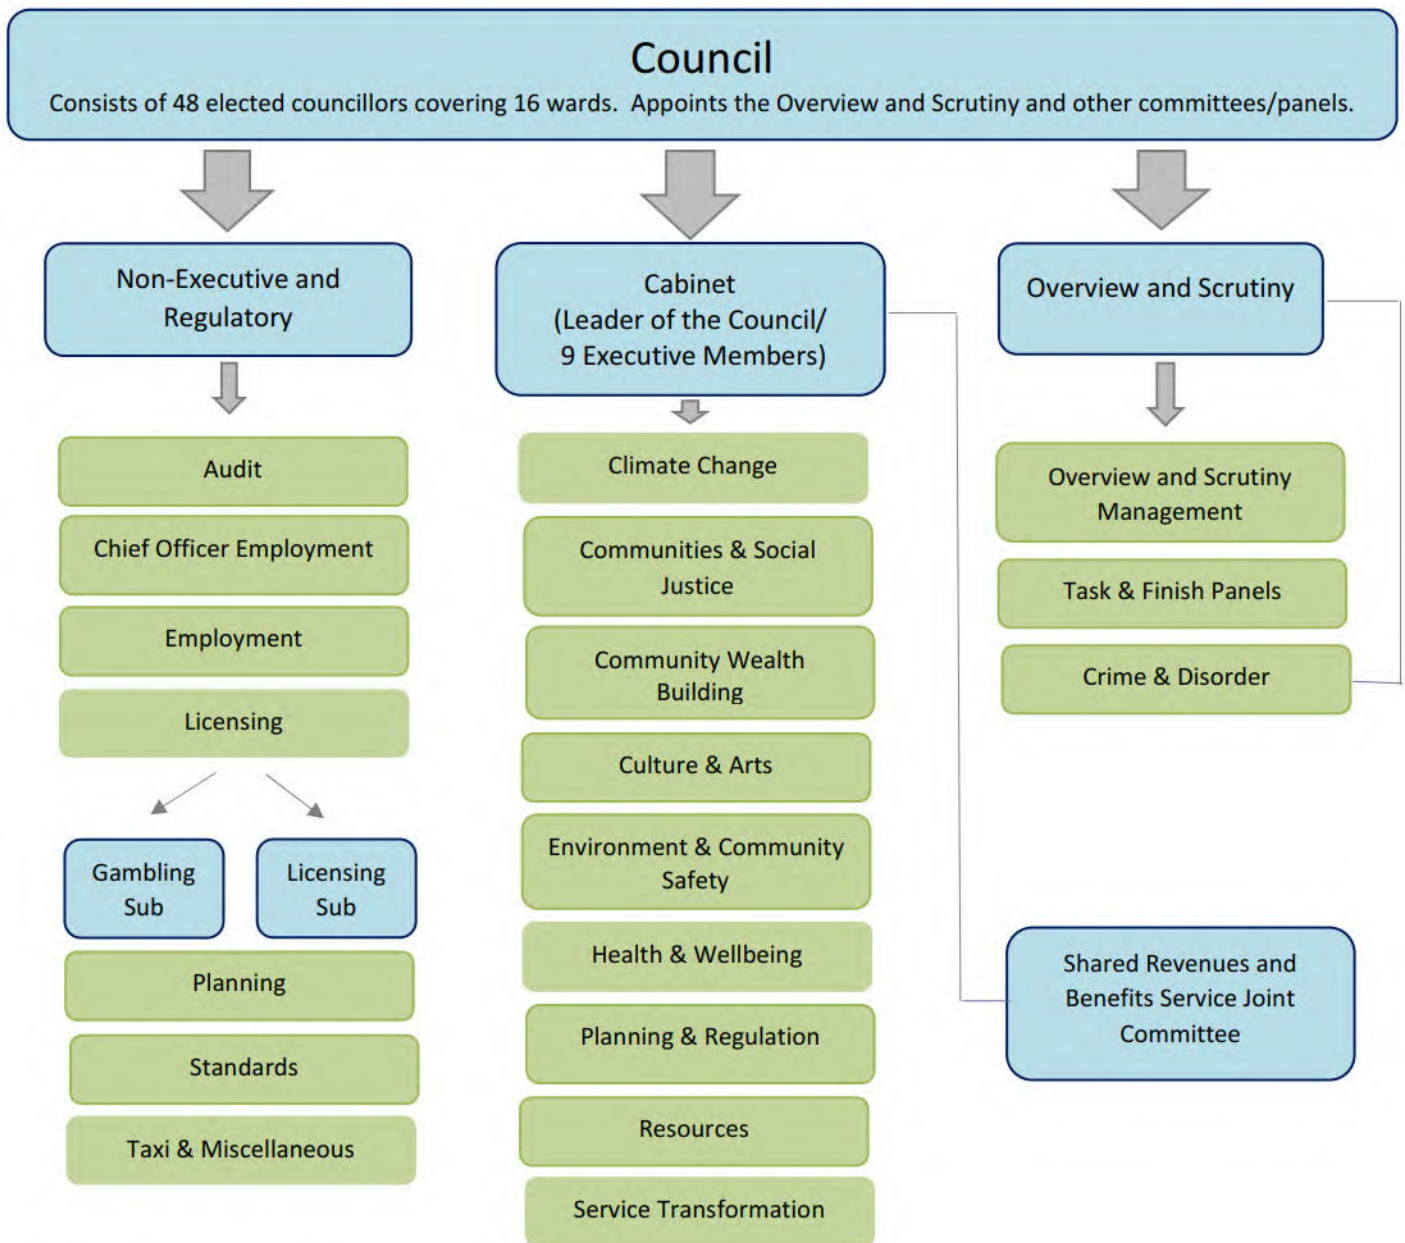 Council
Consists of 48 elected councillors covering 16 wards.  Appoints the Overview and Scrutiny and other committees/panels.
Non-Executive and
Regulatory
Audit
Chief Officer Employment
Employment
Licensing
Gambling
Sub
Licensing
Sub
Planning
Standards
Taxi & Miscellaneous
Cabinet
(Leader of the Council/
9 Executive Members)
Climate Change
Communities & Social
Justice
Community Wealth
Building
Culture & Arts
Environment & Community
Safety
Health & Wellbeing
Planning & Regulation
Resources
Service Transformation
Overview and Scrutiny
Overview and Scrutiny
Management
Task & Finish Panels
Crime & Disorder
Shared Revenues and
Benefits Service Joint
Committee